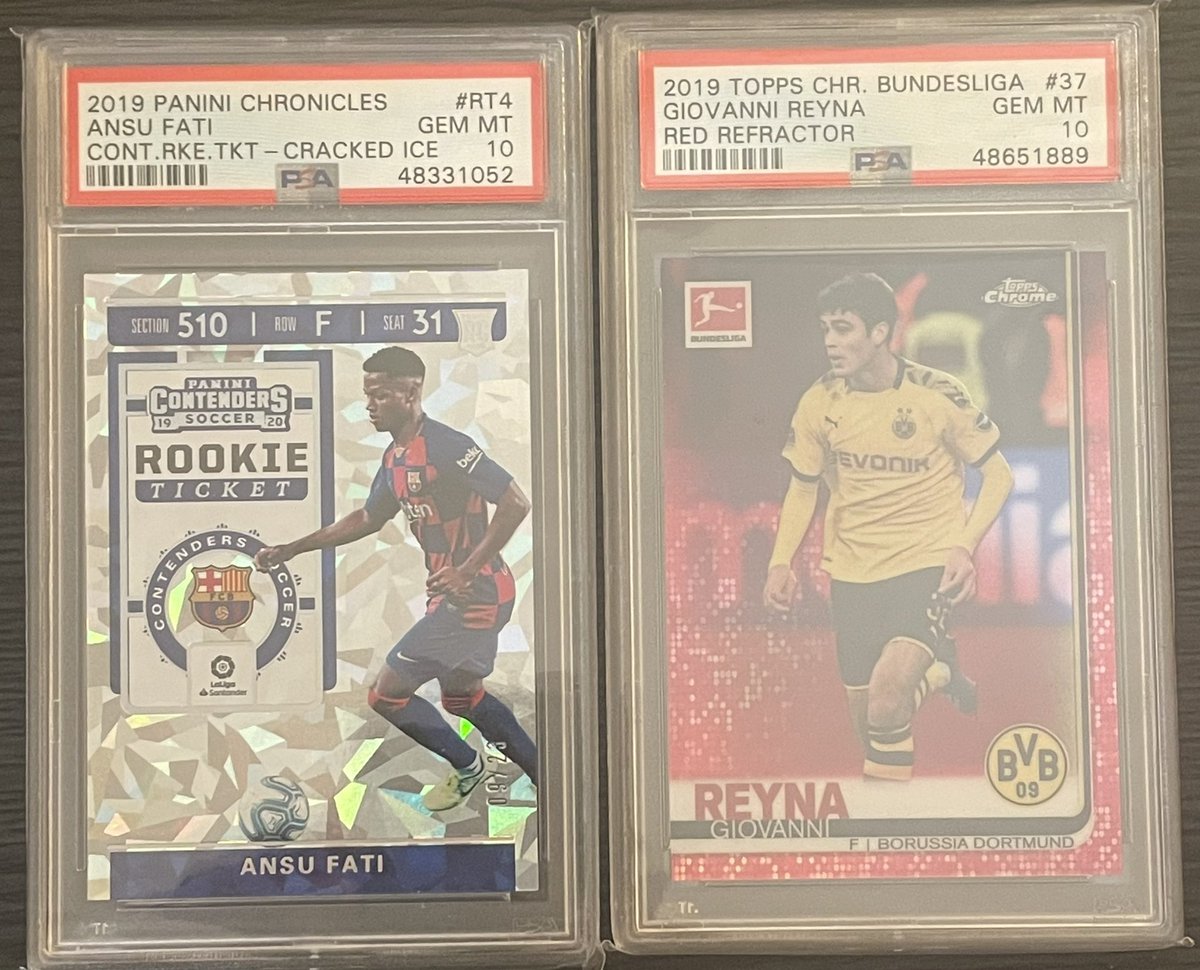 2019 PANINI CHRONICLES #RT4
ANSU FATI GEM MT
CONT.RKE.TKT – CRACKED ICE 10
PSA 48331052
SECTION 510 | ROW F | SEAT 31
PANINI
CONTENDERS
19 SOCCER 20
ROOKIE
TICKET
CONTENDERS SOCCER
FCB
LaLiga
Santander
beko
ANSU FATI
2019 TOPPS CHR. BUNDESLIGA #37
GIOVANNI REYNA GEM MT
RED REFRACTOR 10
PSA 48651889
topps
Chrome
BUNDESLIGA
EVONIK
BVB
09
REYNA
GIOVANNI
F | BORUSSIA DORTMUND